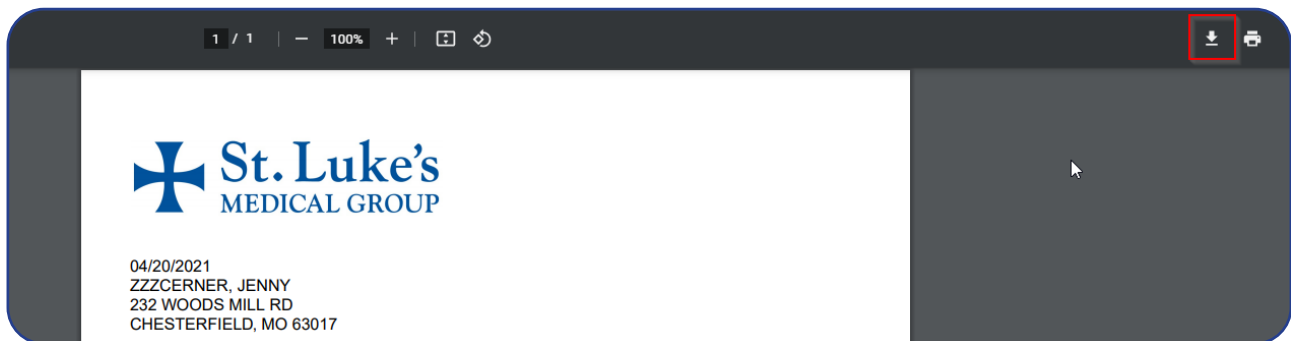 1 / 1 | — 100% + |
St. Luke's
MEDICAL GROUP
04/20/2021
ZZZCERNER, JENNY
232 WOODS MILL RD
CHESTERFIELD, MO 63017